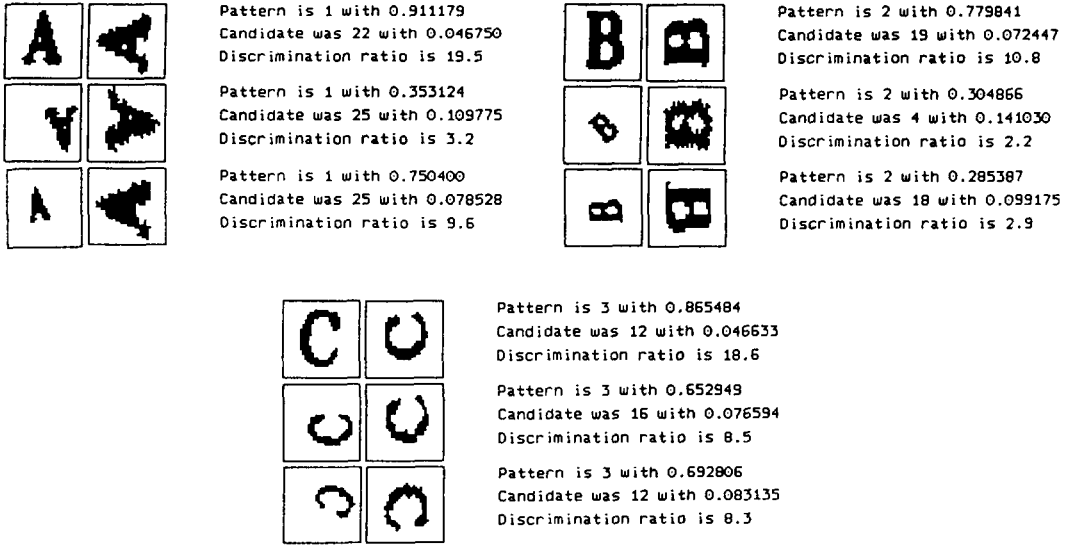 A
Pattern is 1 with 0.911179
Candidate was 22 with 0.046750
Discrimination ratio is 19.5
Pattern is 1 with 0.353124
Candidate was 25 with 0.109775
Discrimination ratio is 3.2
A
Pattern is 1 with 0.750400
Candidate was 25 with 0.078528
Discrimination ratio is 9.6
B
Pattern is 2 with 0.779841
Candidate was 19 with 0.072447
Discrimination ratio is 10.8
B
Pattern is 2 with 0.304866
Candidate was 4 with 0.141030
Discrimination ratio is 2.2
B
Pattern is 2 with 0.285387
Candidate was 18 with 0.099175
Discrimination ratio is 2.9
C
Pattern is 3 with 0.865484
Candidate was 12 with 0.046633
Discrimination ratio is 18.6
C
Pattern is 3 with 0.652949
Candidate was 16 with 0.076594
Discrimination ratio is 8.5
C
Pattern is 3 with 0.692806
Candidate was 12 with 0.083135
Discrimination ratio is 8.3